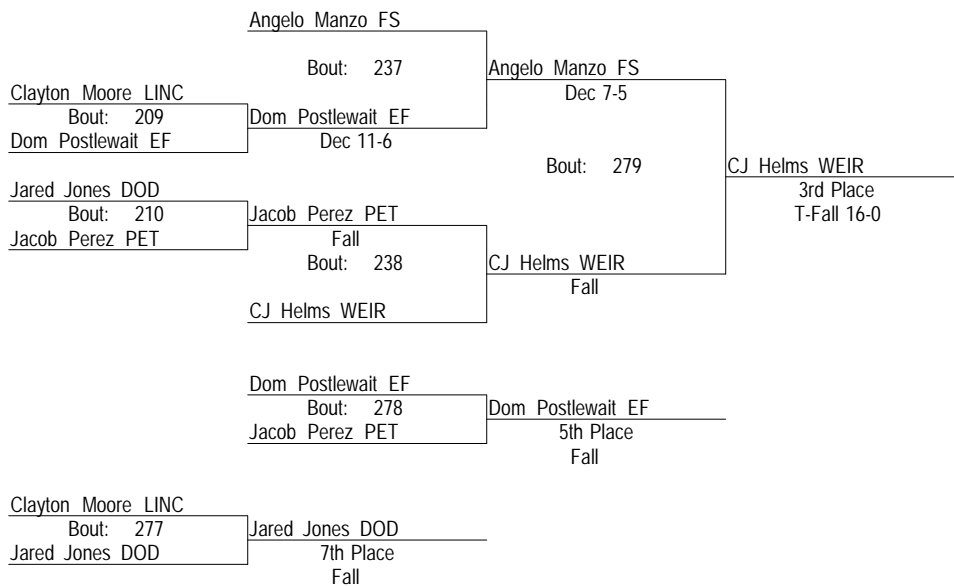 Angelo Manzo FS
Bout: 237
Angelo Manzo FS
Dec 7-5
Clayton Moore LINC
Bout: 209
Dom Postlewait EF
Dom Postlewait EF
Dec 11-6
Bout: 279
CJ Helms WEIR
3rd Place
T-Fall 16-0
Jared Jones DOD
Bout: 210
Jacob Perez PET
Jacob Perez PET
Fall
Bout: 238
CJ Helms WEIR
Fall
CJ Helms WEIR
Dom Postlewait EF
Bout: 278
Jacob Perez PET
Dom Postlewait EF
5th Place
Fall
Clayton Moore LINC
Bout: 277
Jared Jones DOD
Jared Jones DOD
7th Place
Fall